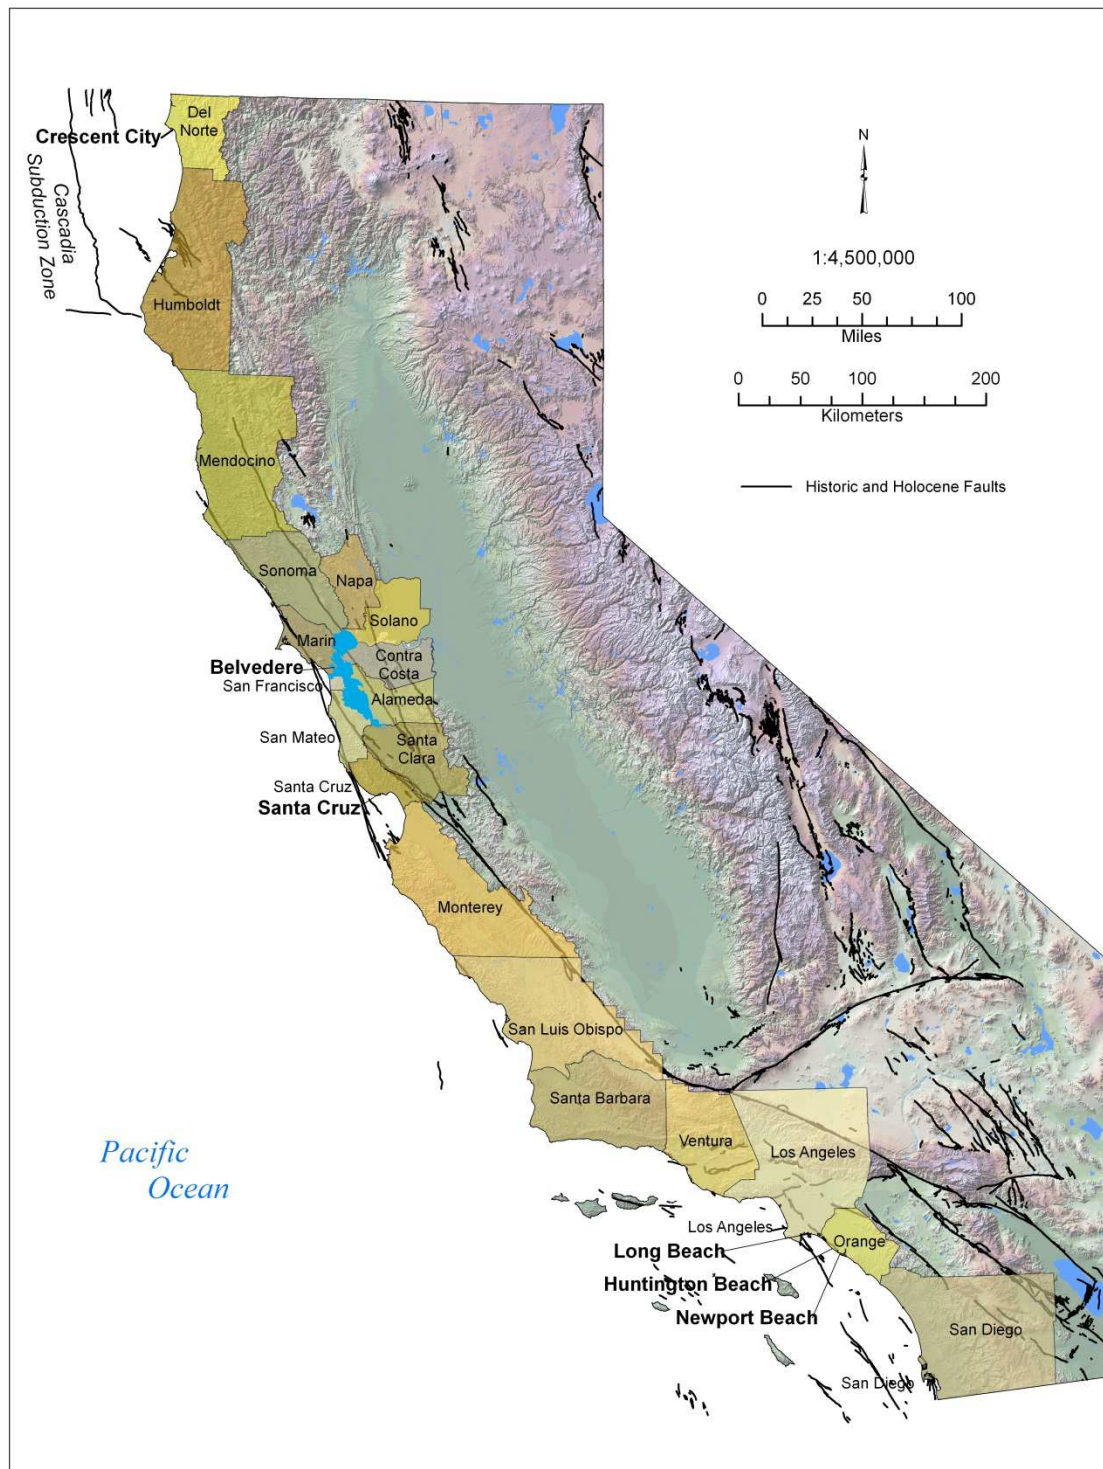 Del
Norte
Crescent City
Cascadia
Subduction Zone
Humboldt
N
1:4,500,000
0 25 50 100
Miles
0 50 100 200
Kilometers
Historic and Holocene Faults
Mendocino
Sonoma
Napa
Solano
Marin
Contra
Costa
Belvedere
San Francisco
Alameda
San Mateo
Santa
Clara
Santa Cruz
Santa Cruz
Monterey
San Luis Obispo
Santa Barbara
Ventura
Los Angeles
Pacific
Ocean
Los Angeles
Long Beach
Orange
Huntington Beach
Newport Beach
San Diego
San Diego